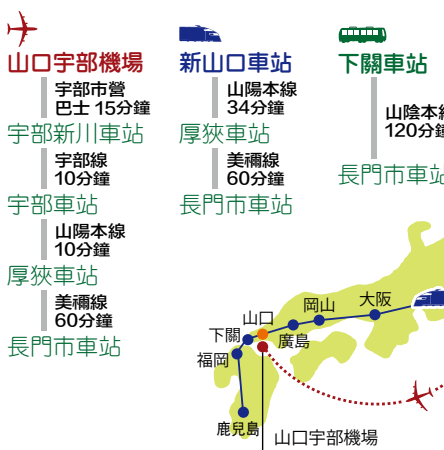 山口宇部機場
宇部市營
巴士 15分鐘
宇部新川車站
宇部線
10分鐘
宇部車站
山陽本線
10分鐘
厚狹車站
美禰線
60分鐘
長門市車站
新山口車站
山陽本線
34分鐘
厚狹車站
美禰線
60分鐘
長門市車站
下關車站
山陰本線
120分鐘
長門市車站
大阪
岡山
山口
廣島
下關
福岡
鹿兒島
山口宇部機場